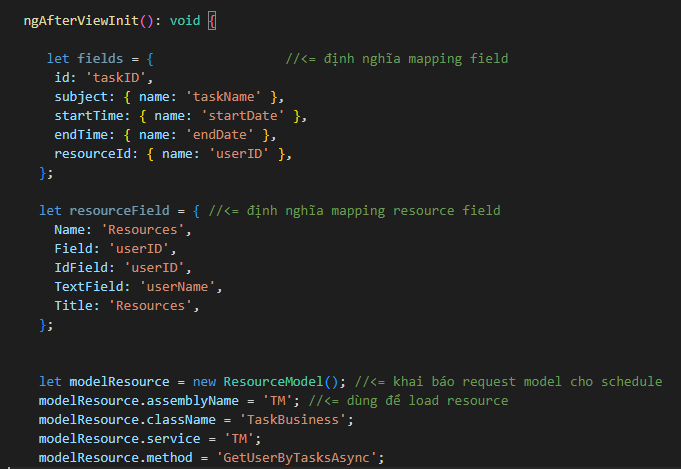 ngAfterViewInit(): void {
let fields = { //<= định nghĩa mapping field
id: 'taskID',
subject: { name: 'taskName' },
startTime: { name: 'startDate' },
endTime: { name: 'endDate' },
resourceId: { name: 'userID' },
};
let resourceField = { //<= định nghĩa mapping resource field
Name: 'Resources',
Field: 'userID',
IdField: 'userID',
TextField: 'userName',
Title: 'Resources',
};
let modelResource = new ResourceModel(); //<= khai báo request model cho schedule
modelResource.assemblyName = 'TM'; //<= dùng để load resource
modelResource.className = 'TaskBusiness';
modelResource.service = 'TM';
modelResource.method = 'GetUserByTasksAsync';